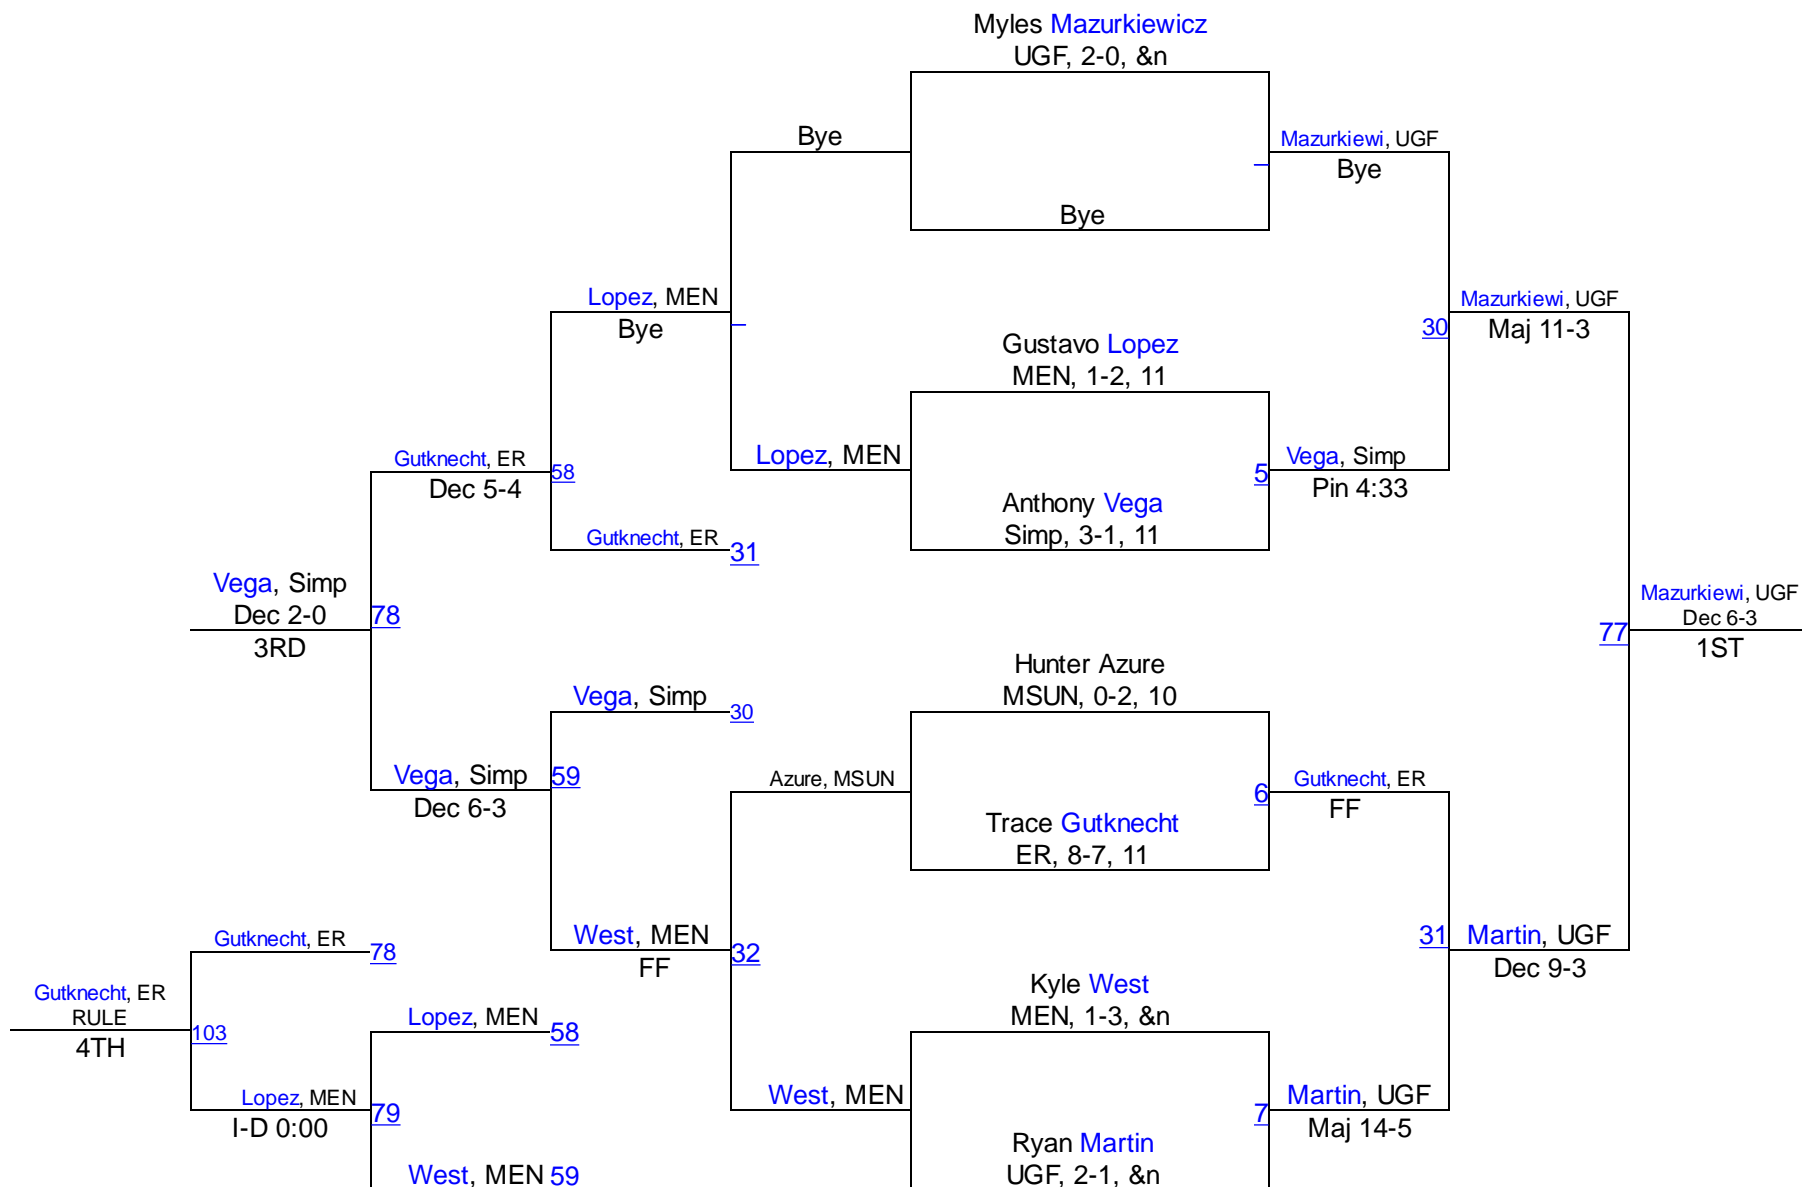 Myles Mazurkiewicz
UGF, 2-0, &n
Bye
Mazurkiewi, UGF
Bye
Bye
Lopez, MEN
Bye
Mazurkiewi, UGF
30
Maj 11-3
Gustavo Lopez
MEN, 1-2, 11
Gutknecht, ER
58
Dec 5-4
Lopez, MEN
5
Vega, Simp
Pin 4:33
Anthony Vega
Simp, 3-1, 11
Gutknecht, ER
31
Vega, Simp
Dec 2-0
78
3RD
Mazurkiewi, UGF
Dec 6-3
77
1ST
Hunter Azure
MSUN, 0-2, 10
Vega, Simp
30
Vega, Simp
59
Dec 6-3
Azure, MSUN
6
Gutknecht, ER
FF
Trace Gutknecht
ER, 8-7, 11
Gutknecht, ER
78
West, MEN
32
FF
31
Martin, UGF
Dec 9-3
Gutknecht, ER
RULE
103
4TH
Lopez, MEN
58
Kyle West
MEN, 1-3, &n
Lopez, MEN
79
I-D 0:00
West, MEN
7
Martin, UGF
Maj 14-5
Ryan Martin
UGF, 2-1, &n
West, MEN
59